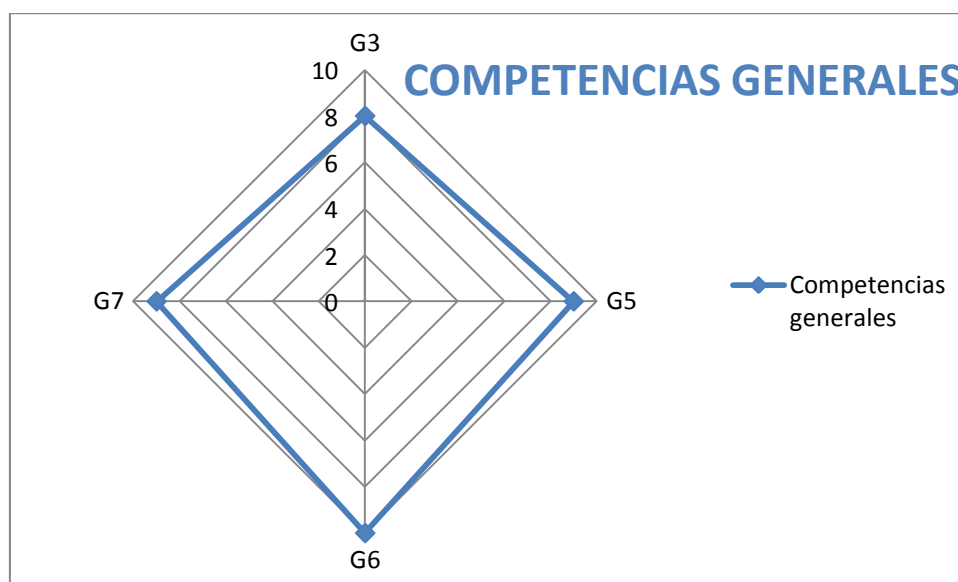 G3
COMPETENCIAS GENERALES
10
8
6
4
2
0
G7
G5
G6
Competencias
generales